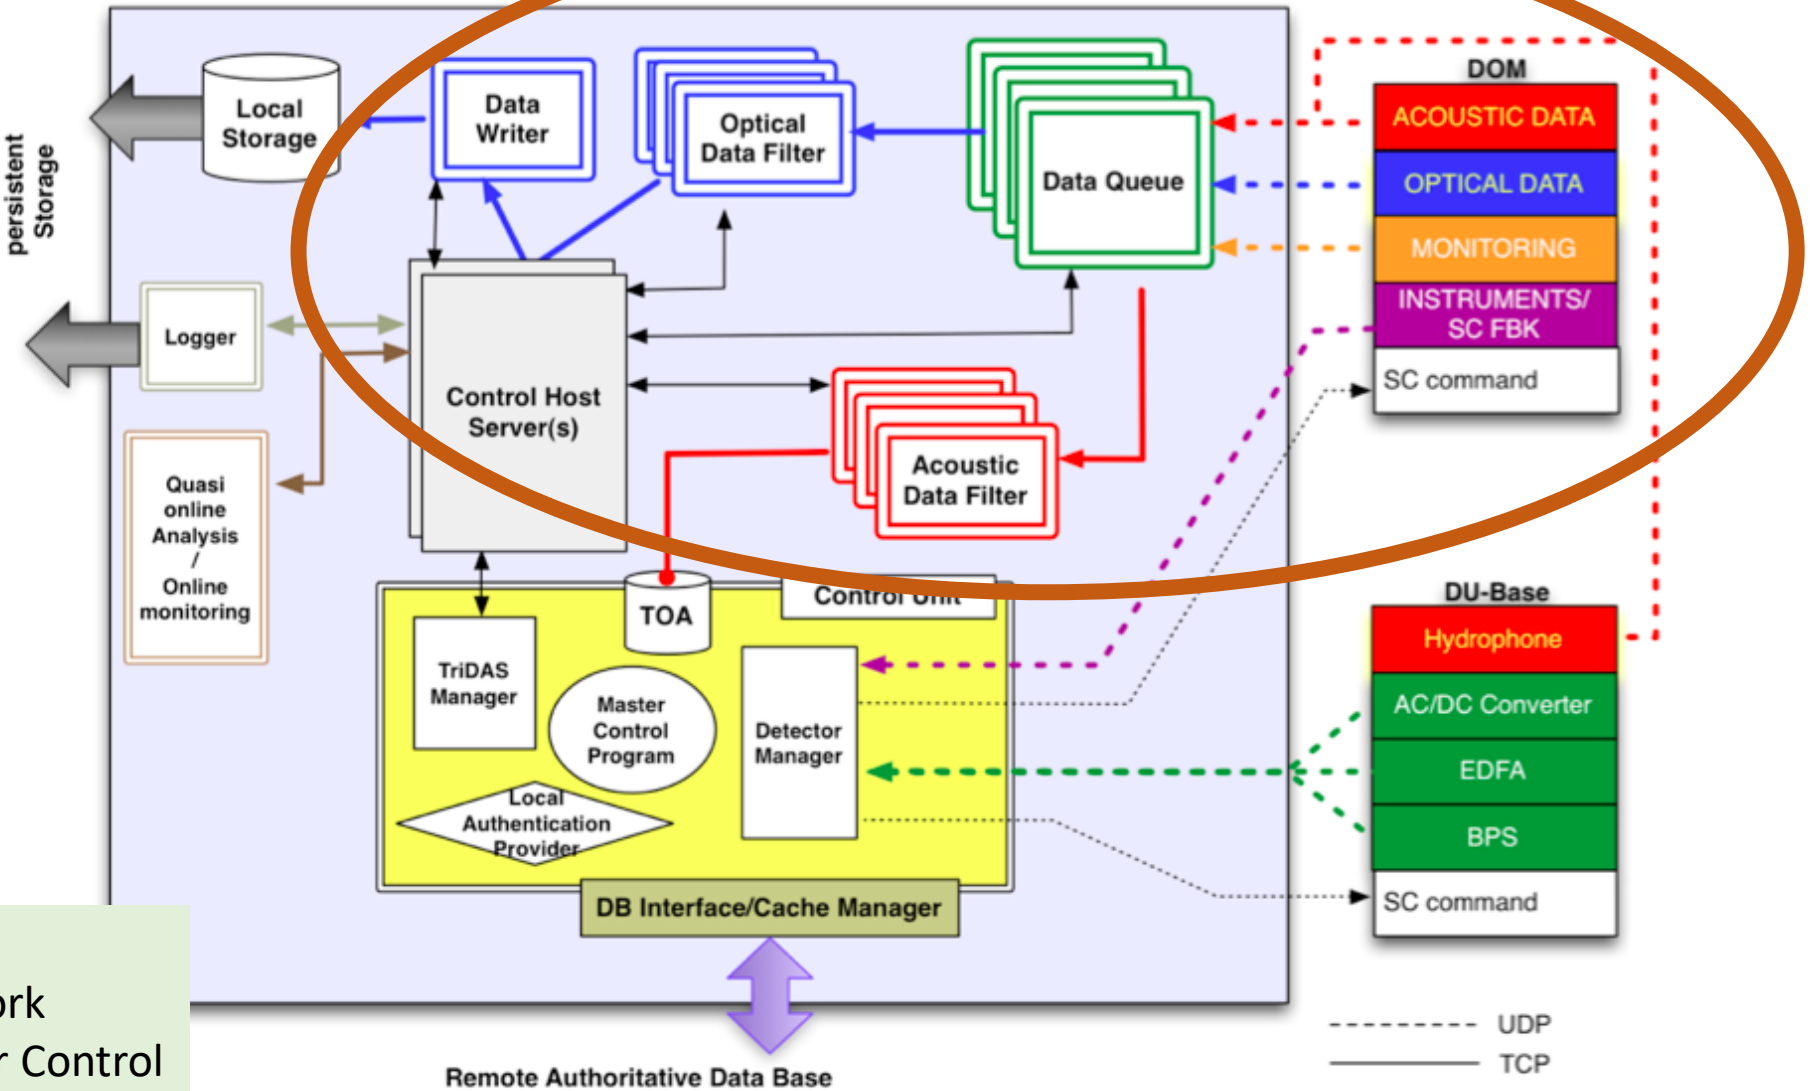 persistent
Storage
Local
Storage
Data
Writer
Optical
Data Filter
Data Queue
DOM
ACOUSTIC DATA
OPTICAL DATA
MONITORING
INSTRUMENTS/
SC FBK
SC command
Logger
Control Host
Server(s)
Acoustic
Data Filter
Quasi
online
Analysis
/
Online
monitoring
TOA
Control Unit
TriDAS
Manager
Master
Control
Program
Detector
Manager
Local
Authentication
Provider
DB Interface/Cache Manager
DU-Base
Hydrophone
AC/DC Converter
EDFA
BPS
SC command
ork
r Control
Remote Authoritative Data Base
UDP
TCP